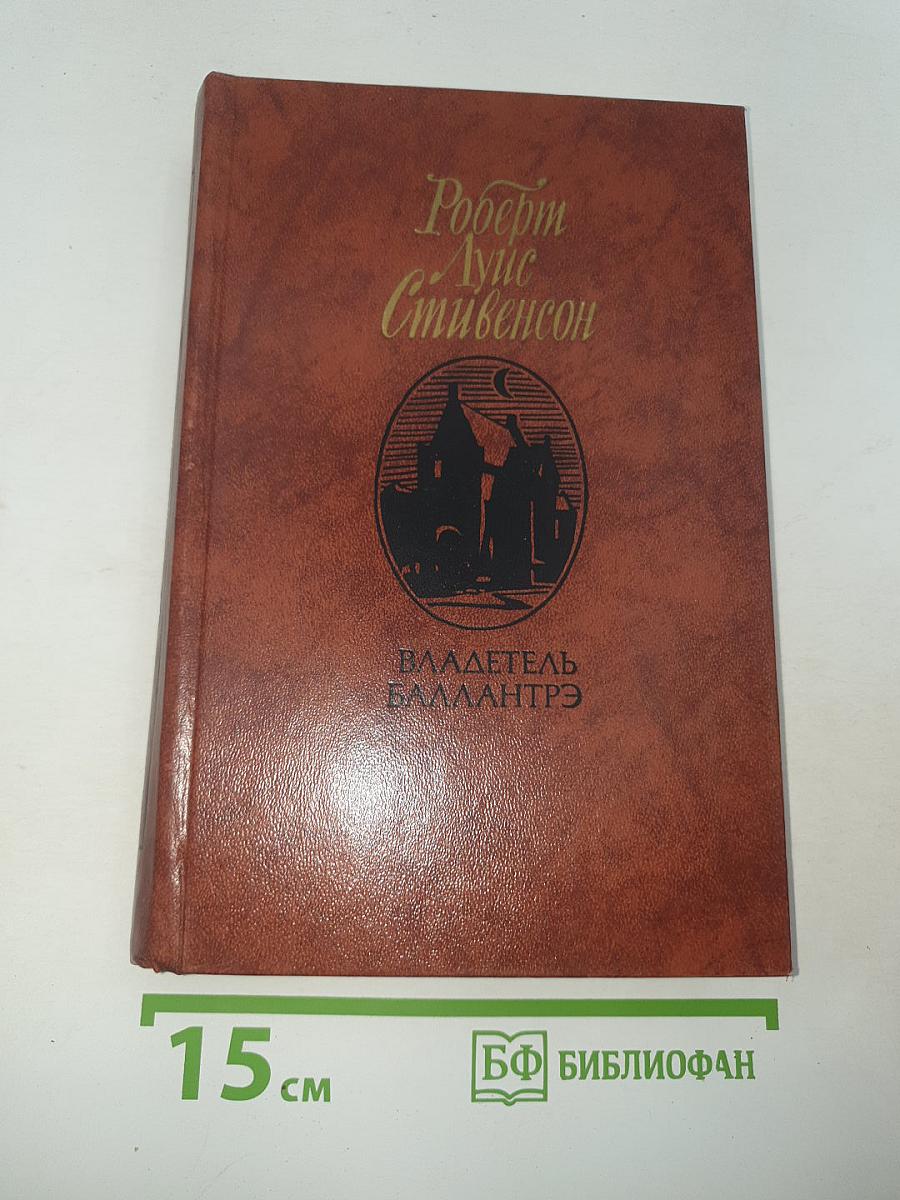 Роберт
Луис
Стивенсон
ВЛАДЕТЕЛЬ
БАЛЛАНТРЭ
15 см
БФ БИБЛИОФАН